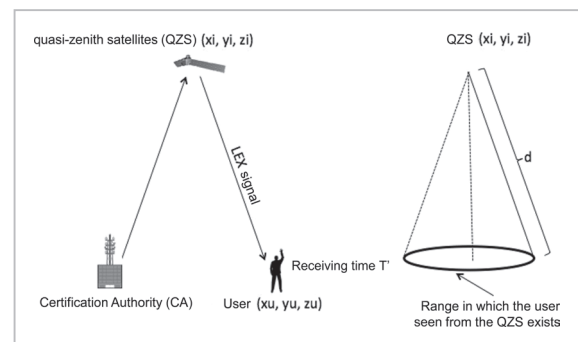 quasi-zenith satellites (QZS) (xi, yi, zi)
QZS (xi, yi, zi)
LEX signal
d
Receiving time T'
Certification Authority (CA)
User (xu, yu, zu)
Range in which the user
seen from the QZS exists